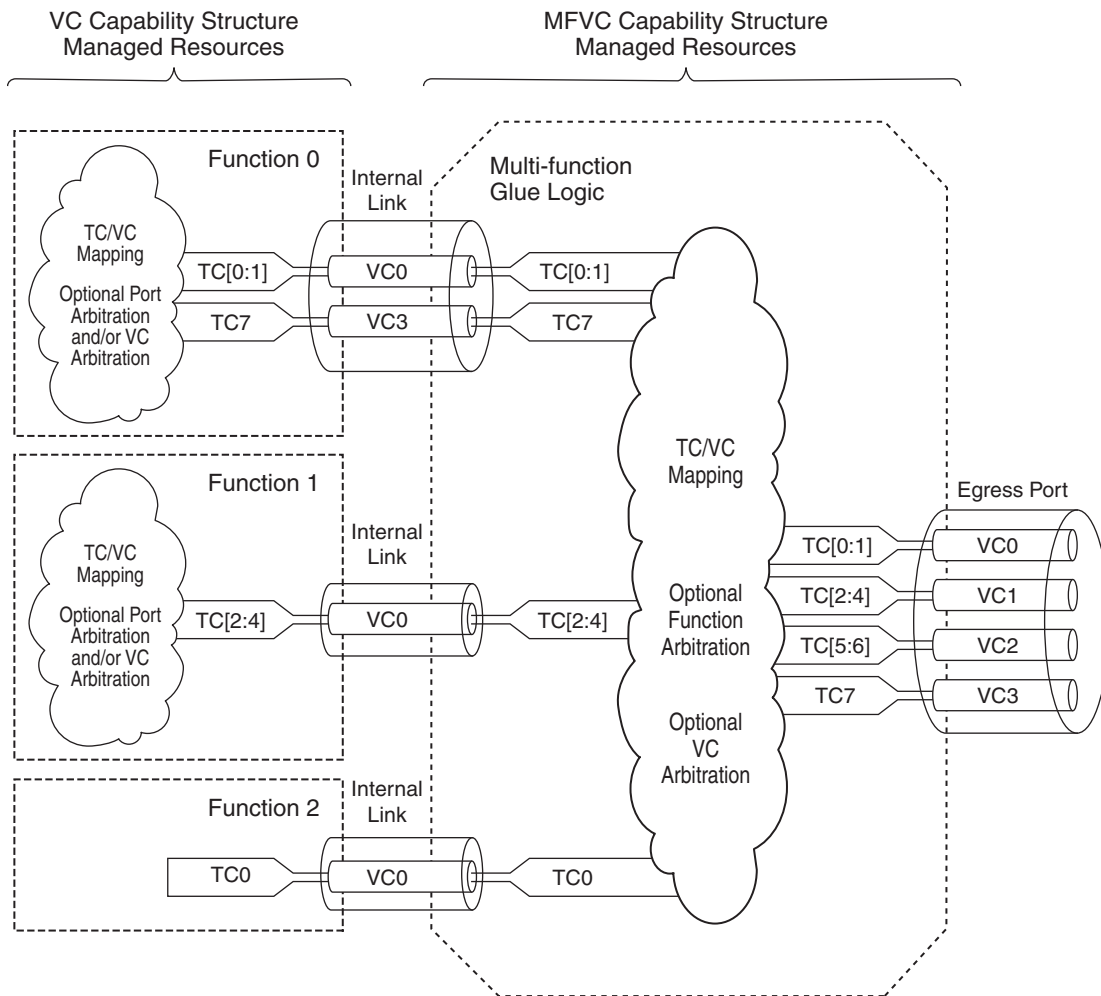 VC Capability Structure
Managed Resources
MFVC Capability Structure
Managed Resources
Function 0
TC/VC
Mapping
Optional Port
Arbitration
and/or VC
Arbitration
TC[0:1]
TC7
Internal
Link
VC0
VC3
Multi-function
Glue Logic
TC[0:1]
TC7
Function 1
TC/VC
Mapping
Optional Port
Arbitration
and/or VC
Arbitration
TC[2:4]
Internal
Link
VC0
TC[2:4]
Function 2
TC0
Internal
Link
VC0
TC0
TC/VC
Mapping
Optional
Function
Arbitration
Optional
VC
Arbitration
Egress Port
TC[0:1]
VC0
TC[2:4]
VC1
TC[5:6]
VC2
TC7
VC3